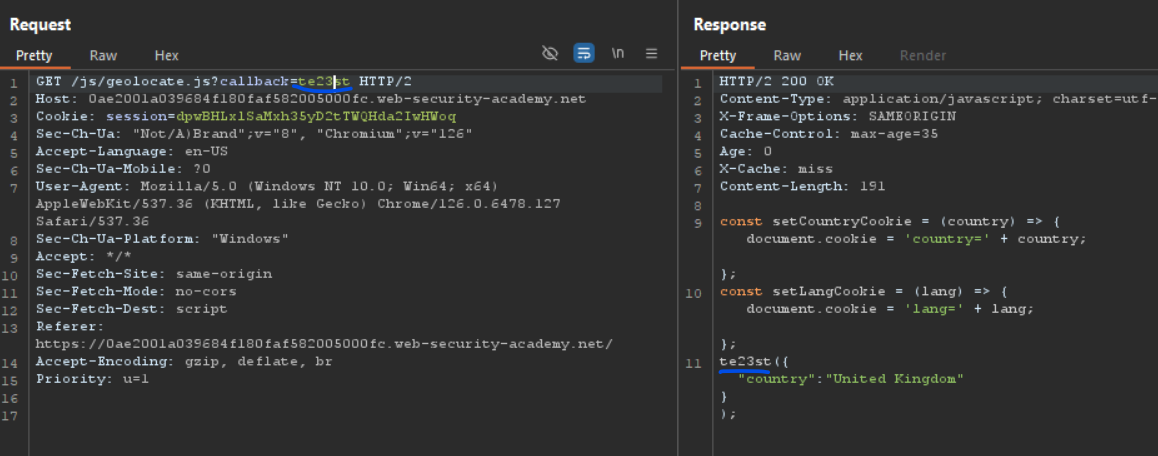 Request
Pretty Raw Hex
\n
1 GET /js/geolocate.js?callback=te23st HTTP/2
2 Host: 0ae2001a039684f180faf582005000fc.web-security-academy.net
3 Cookie: session=dpwBHLxlSaMxh35yD2tTWQHda2IwHWoq
4 Sec-Ch-Ua: "Not/A)Brand";v="8", "Chromium";v="126"
5 Accept-Language: en-US
6 Sec-Ch-Ua-Mobile: ?0
7 User-Agent: Mozilla/5.0 (Windows NT 10.0; Win64; x64)
AppleWebKit/537.36 (KHTML, like Gecko) Chrome/126.0.6478.127
Safari/537.36
8 Sec-Ch-Ua-Platform: "Windows"
9 Accept: */*
10 Sec-Fetch-Site: same-origin
11 Sec-Fetch-Mode: no-cors
12 Sec-Fetch-Dest: script
13 Referer:
https://0ae2001a039684f180faf582005000fc.web-security-academy.net/
14 Accept-Encoding: gzip, deflate, br
15 Priority: u=1
16
17
Response
Pretty Raw Hex Render
1 HTTP/2 200 OK
2 Content-Type: application/javascript; charset=utf-
3 X-Frame-Options: SAMEORIGIN
4 Cache-Control: max-age=35
5 Age: 0
6 X-Cache: miss
7 Content-Length: 191
8
9 const setCountryCookie = (country) => {
document.cookie = 'country=' + country;
};
10 const setLangCookie = (lang) => {
document.cookie = 'lang=' + lang;
};
11 te23st({
"country":"United Kingdom"
}
);